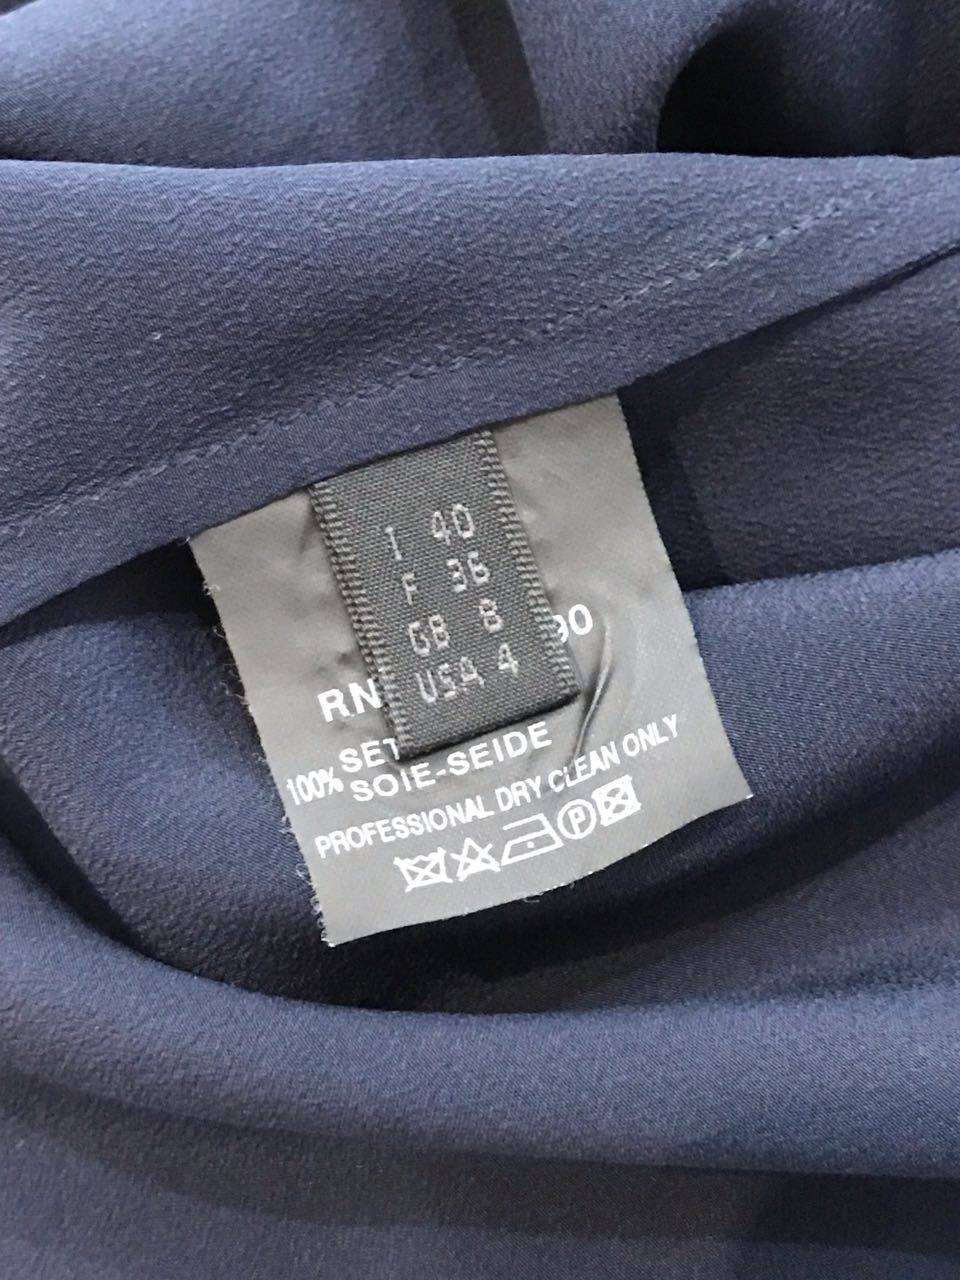 I 40
F 36
GB 8
USA 4
RN 90
100% SET
SOIE-SEIDE
PROFESSIONAL DRY CLEAN ONLY
P